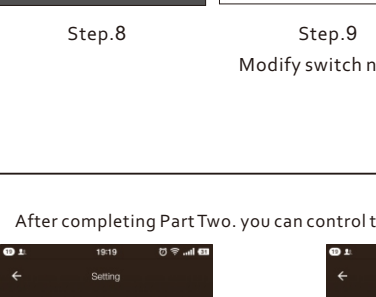 Step.8
Step.9
Modify switch n
After completing Part Two. you can control t
19:19
Setting